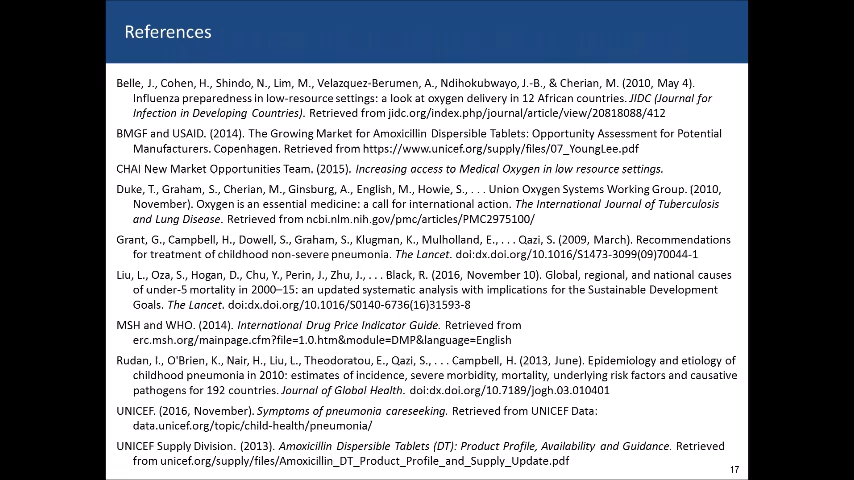 References
Belle, J., Cohen, H., Shindo, N., Lim, M., Velazquez-Berumen, A., Ndihokubwayo, J.-B., & Cherian, M. (2010, May 4).
Influenza preparedness in low-resource settings: a look at oxygen delivery in 12 African countries. JIDC (Journal for
Infection in Developing Countries). Retrieved from jidc.org/index.php/journal/article/view/20818088/412
BMGF and USAID. (2014). The Growing Market for Amoxicillin Dispersible Tablets: Opportunity Assessment for Potential
Manufacturers. Copenhagen. Retrieved from https://www.unicef.org/supply/files/07_YoungLee.pdf
CHAI New Market Opportunities Team. (2015). Increasing access to Medical Oxygen in low resource settings.
Duke, T., Graham, S., Cherian, M., Ginsburg, A., English, M., Howie, S., . . . Union Oxygen Systems Working Group. (2010,
November). Oxygen is an essential medicine: a call for international action. The International Journal of Tuberculosis
and Lung Disease. Retrieved from ncbi.nlm.nih.gov/pmc/articles/PMC2975100/
Grant, G., Campbell, H., Dowell, S., Graham, S., Klugman, K., Mulholland, E., . . . Qazi, S. (2009, March). Recommendations
for treatment of childhood non-severe pneumonia. The Lancet. doi:dx.doi.org/10.1016/S1473-3099(09)70044-1
Liu, L., Oza, S., Hogan, D., Chu, Y., Perin, J., Zhu, J., . . . Black, R. (2016, November 10). Global, regional, and national causes
of under-5 mortality in 2000–15: an updated systematic analysis with implications for the Sustainable Development
Goals. The Lancet. doi:dx.doi.org/10.1016/S0140-6736(16)31593-8
MSH and WHO. (2014). International Drug Price Indicator Guide. Retrieved from
erc.msh.org/mainpage.cfm?file=1.0.htm&module=DMP&language=English
Rudan, I., O'Brien, K., Nair, H., Liu, L., Theodoratou, E., Qazi, S., . . . Campbell, H. (2013, June). Epidemiology and etiology of
childhood pneumonia in 2010: estimates of incidence, severe morbidity, mortality, underlying risk factors and causative
pathogens for 192 countries. Journal of Global Health. doi:dx.doi.org/10.7189/jogh.03.010401
UNICEF. (2016, November). Symptoms of pneumonia careseeking. Retrieved from UNICEF Data:
data.unicef.org/topic/child-health/pneumonia/
UNICEF Supply Division. (2013). Amoxicillin Dispersible Tablets (DT): Product Profile, Availability and Guidance. Retrieved
from unicef.org/supply/files/Amoxicillin_DT_Product_Profile_and_Supply_Update.pdf
17